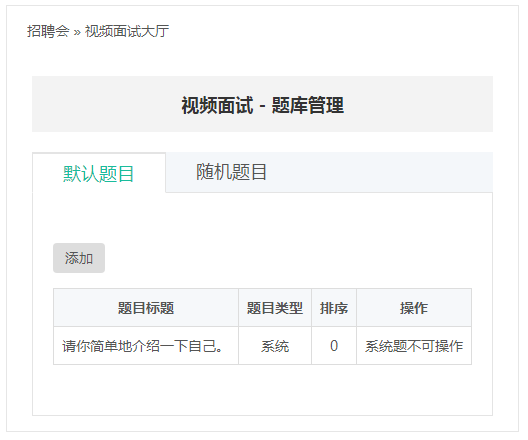 招聘会 » 视频面试大厅
视频面试 - 题库管理
默认题目 随机题目
添加
题目标题 题目类型 排序 操作
请你简单地介绍一下自己。 系统 0 系统题不可操作